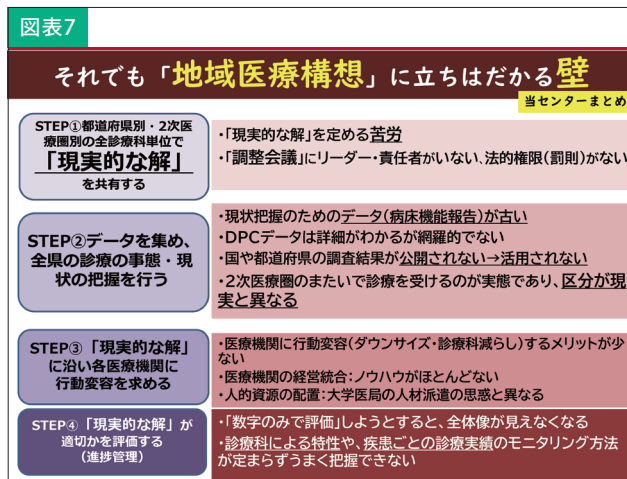 図表7
それでも「地域医療構想」に立ちはだかる壁
当センターまとめ
STEP①都道府県別・2次医
療圏別の全診療科単位で
「現実的な解」
を共有する
・「現実的な解」を定める苦労
・「調整会議」にリーダー・責任者がいない、法的権限(罰則)がない
STEP②データを集め、
全県の診療の事態・現
状の把握を行う
・現状把握のためのデータ(病床機能報告)が古い
・DPCデータは詳細がわかるが網羅的でない
・国や都道府県の調査結果が公開されない→活用されない
・2次医療圏のまたいで診療を受けるのが実態であり、区分が現
実と異なる
STEP③「現実的な解」
に沿い各医療機関に
行動変容を求める
・医療機関に行動変容(ダウンサイズ・診療科減らし)するメリットが少
ない
・医療機関の経営統合:ノウハウがほとんどない
・人的資源の配置:大学医局の人材派遣の思惑と異なる
STEP④「現実的な解」が
適切かを評価する
(進捗管理)
・「数字のみで評価」しようとすると、全体像が見えなくなる
・診療科による特性や、疾患ごとの診療実績のモニタリング方法
が定まらずうまく把握できない